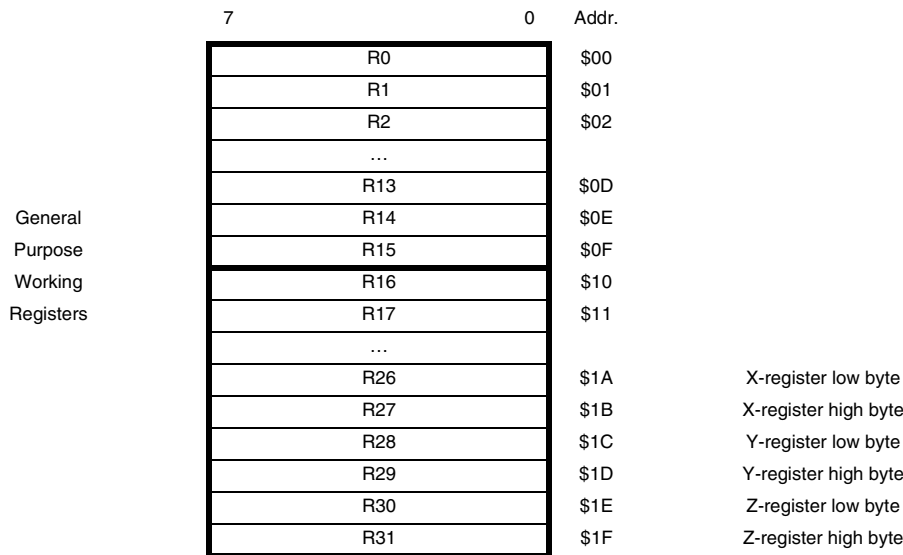 7 0 Addr.
R0 $00
R1 $01
R2 $02
…
R13 $0D
General R14 $0E
Purpose R15 $0F
Working R16 $10
Registers R17 $11
…
R26 $1A X-register low byte
R27 $1B X-register high byte
R28 $1C Y-register low byte
R29 $1D Y-register high byte
R30 $1E Z-register low byte
R31 $1F Z-register high byte